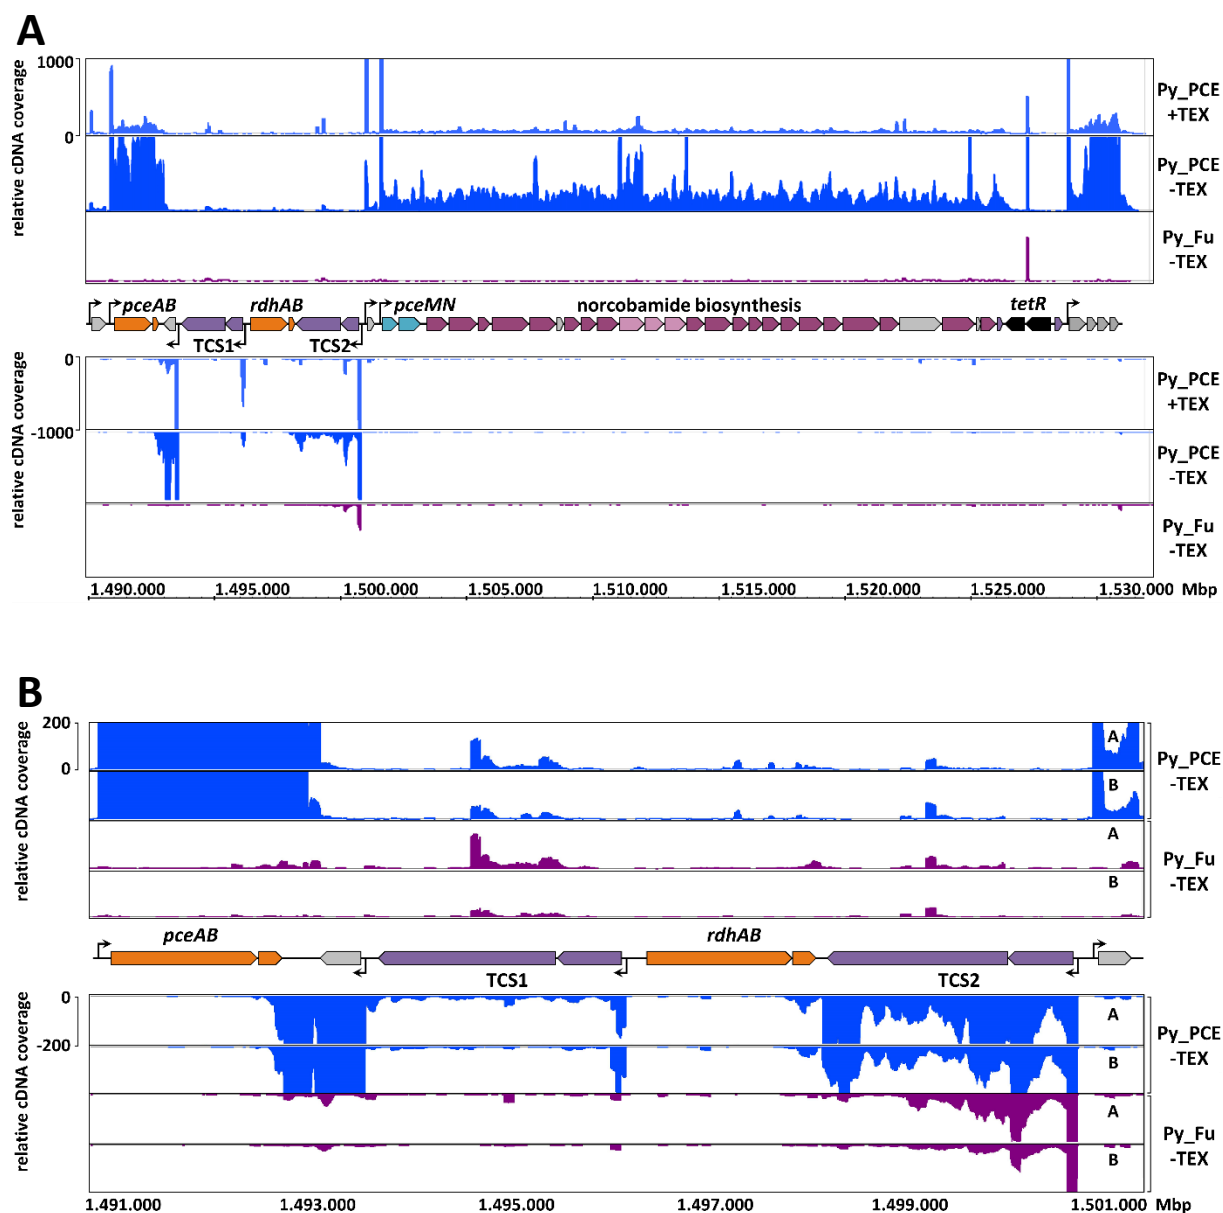 A
relative cDNA coverage
1000
0
Py_PCE
+TEX
Py_PCE
-TEX
Py_Fu
-TEX
pceAB
rdhAB
pceMN
norcobamide biosynthesis
tetR
TCS1
TCS2
relative cDNA coverage
0
-1000
Py_PCE
+TEX
Py_PCE
-TEX
Py_Fu
-TEX
1.490.000 1.495.000 1.500.000 1.505.000 1.510.000 1.515.000 1.520.000 1.525.000 1.530.000 Mbp
B
relative cDNA coverage
200
0
A
B
Py_PCE
-TEX
A
B
Py_Fu
-TEX
pceAB
rdhAB
TCS1
TCS2
relative cDNA coverage
0
-200
A
B
Py_PCE
-TEX
A
B
Py_Fu
-TEX
1.491.000 1.493.000 1.495.000 1.497.000 1.499.000 1.501.000 Mbp